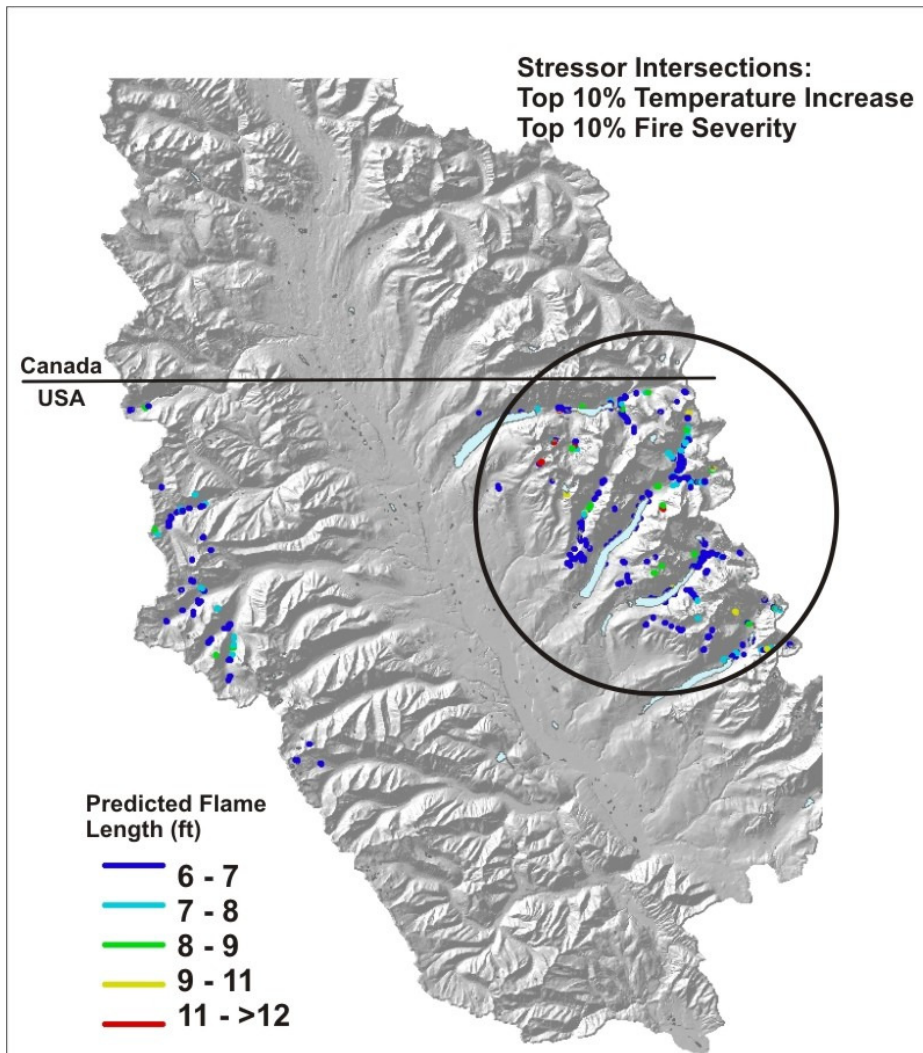 Stressor Intersections:
Top 10% Temperature Increase
Top 10% Fire Severity
Canada
USA
Predicted Flame
Length (ft)
6 - 7
7 - 8
8 - 9
9 - 11
11 - >12